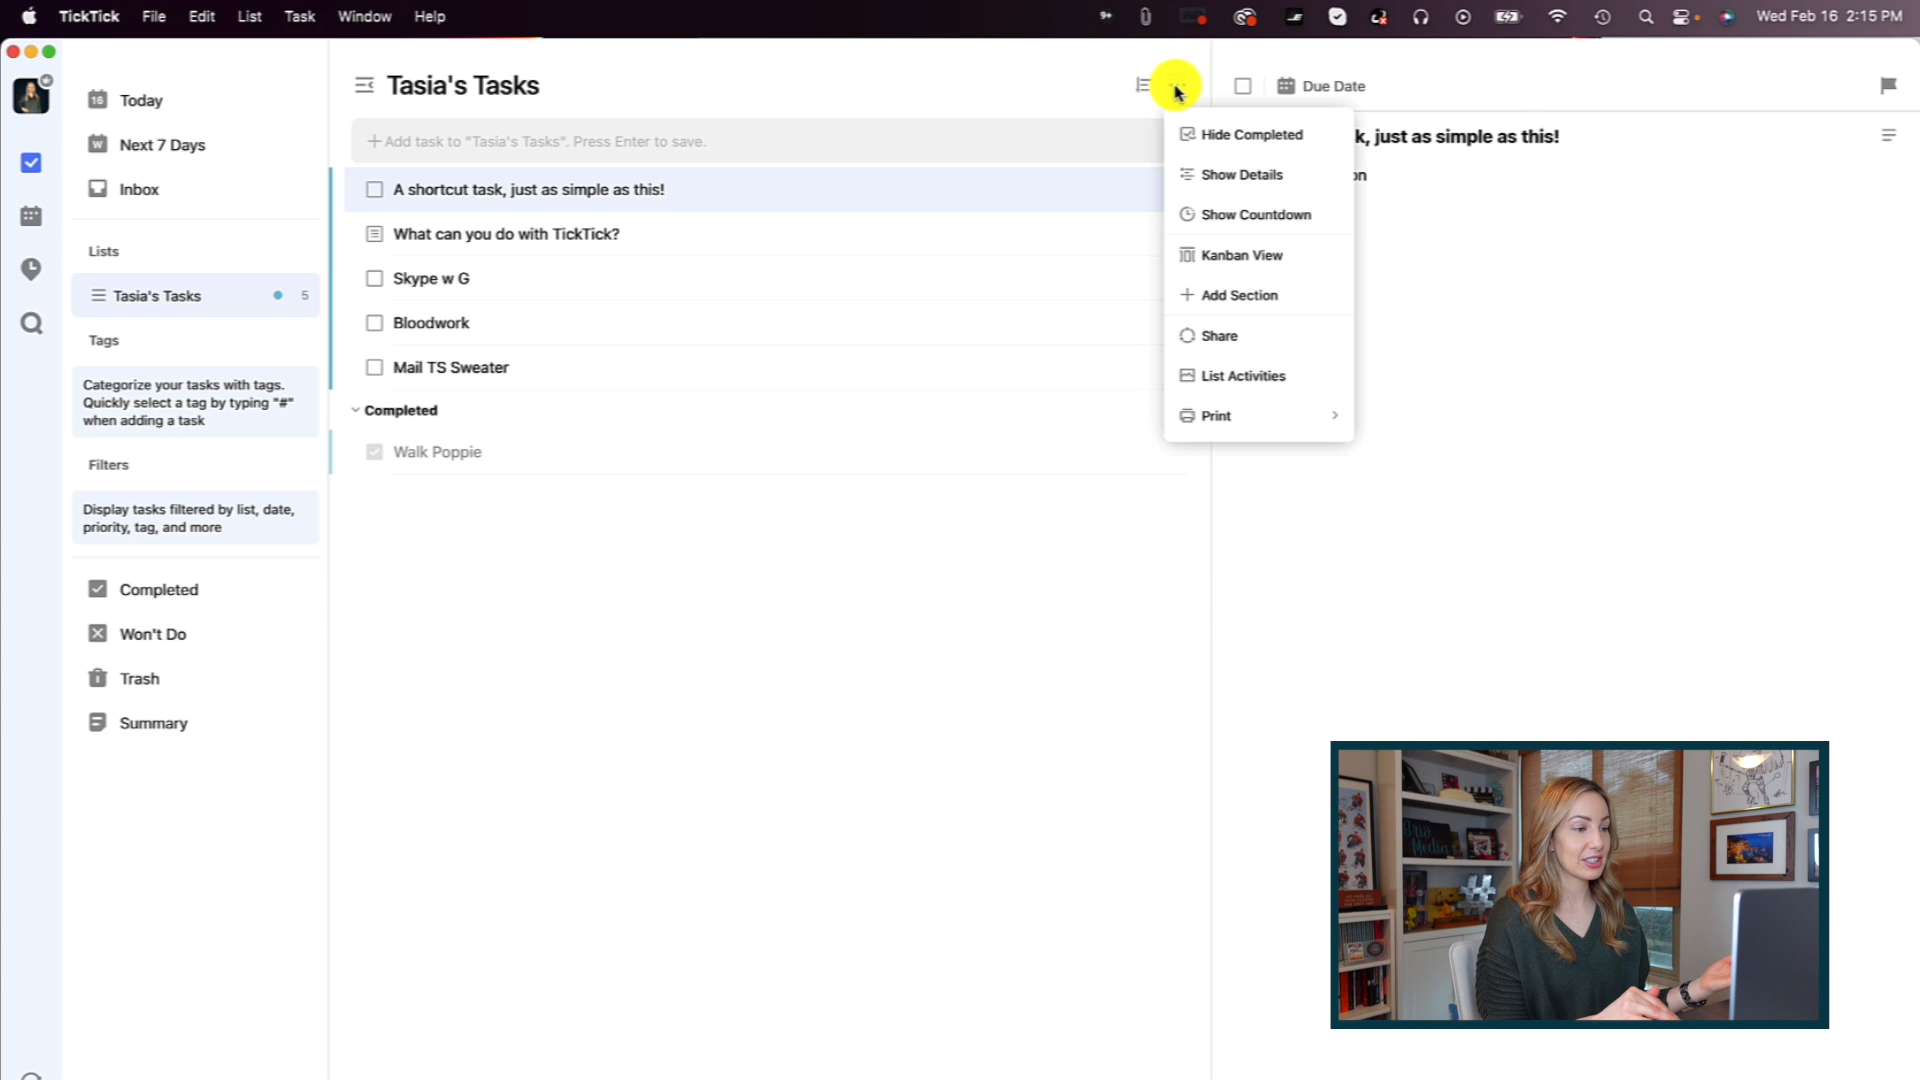 TickTick File Edit List Task Window Help
9+
Wed Feb 16 2:15 PM
16 Today
W Next 7 Days
Inbox
Lists
Tasia's Tasks 5
Tags
Categorize your tasks with tags.
Quickly select a tag by typing "#"
when adding a task
Filters
Display tasks filtered by list, date,
priority, tag, and more
Completed
Won't Do
Trash
Summary
Tasia's Tasks
+ Add task to "Tasia's Tasks". Press Enter to save.
A shortcut task, just as simple as this!
What can you do with TickTick?
Skype w G
Bloodwork
Mail TS Sweater
Completed
Walk Poppie
Hide Completed
Show Details
Show Countdown
Kanban View
Add Section
Share
List Activities
Print
Due Date
k, just as simple as this!
on
Brio
Media
#